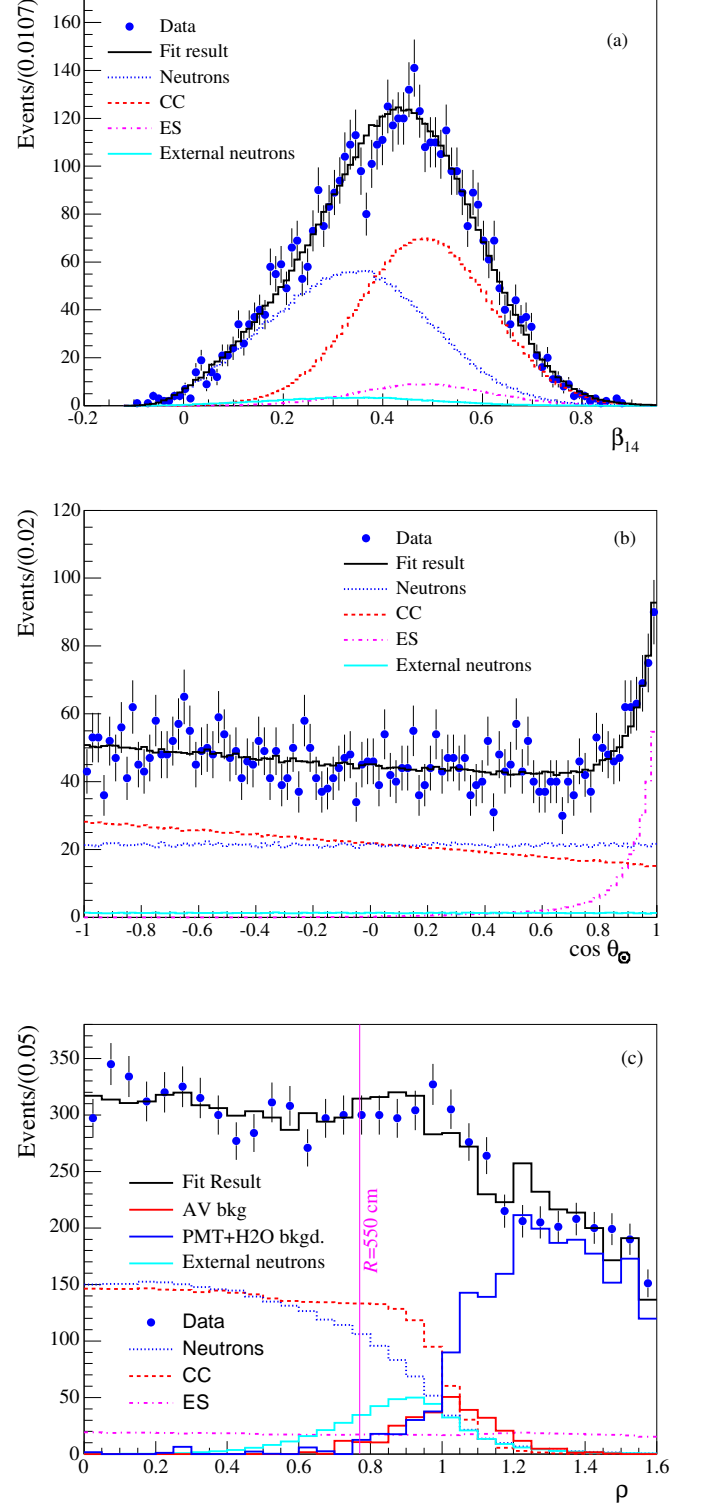 Events/(0.0107)
160
140
120
100
80
60
40
20
0
Data
Fit result
Neutrons
CC
ES
External neutrons
(a)
-0.2
0
0.2
0.4
0.6
β14
Events/(0.02)
120
100
80
60
40
20
0
Data
Fit result
Neutrons
CC
ES
External neutrons
(b)
-1
-0.8
-0.6
-0.4
-0.2
-0
0.2
0.4
0.6
0.8
1
cos θ⊙
Events/(0.05)
350
300
250
200
150
100
50
0
(c)
Fit Result
AV bkg
PMT+H2O bkgd.
External neutrons
R=550 cm
Data
Neutrons
CC
ES
0
0.2
0.4
0.6
0.8
1
1.2
1.4
1.6
ρ